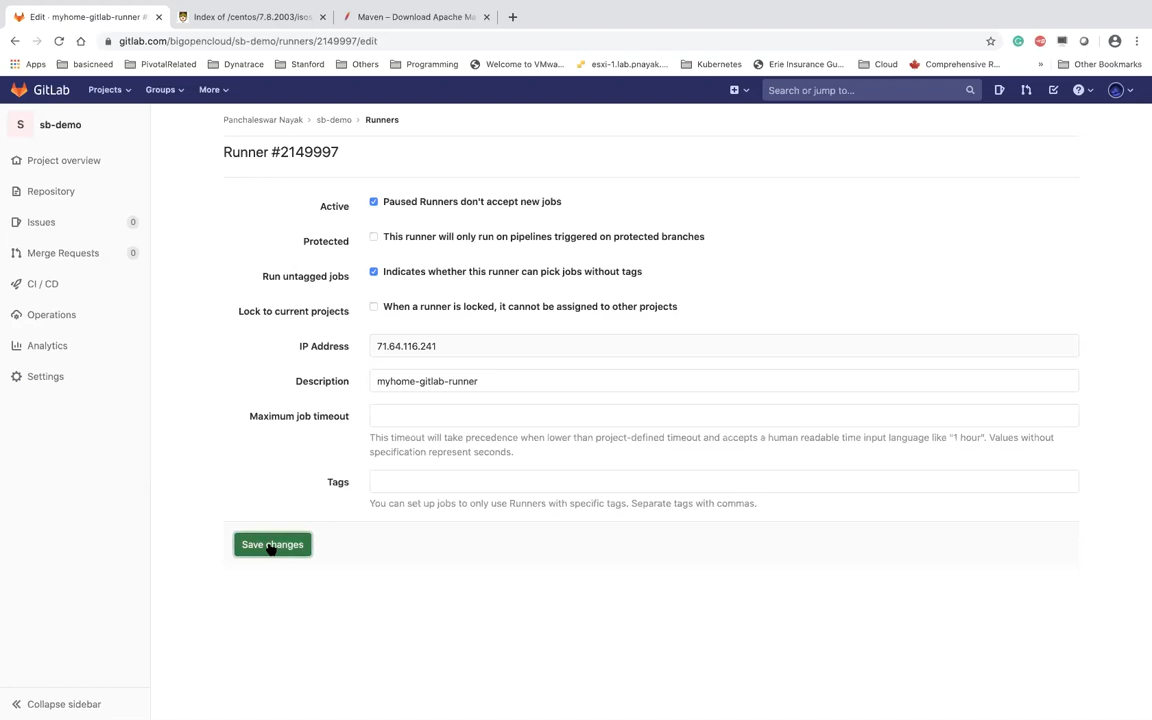 Edit · myhome-gitlab-runner
Index of /centos/7.8.2003/isos
Maven – Download Apache Ma
gitlab.com/bigopencloud/sb-demo/runners/2149997/edit
Apps basicneed PivotalRelated Dynatrace Stanford Others Programming Welcome to VMwa... esxi-1.lab.pnayak.... Kubernetes Erie Insurance Gu... Cloud Comprehensive R... » Other Bookmarks
GitLab Projects Groups More Search or jump to...
S sb-demo
Project overview
Repository
Issues 0
Merge Requests 0
CI / CD
Operations
Analytics
Settings
Collapse sidebar
Panchaleswar Nayak > sb-demo > Runners
Runner #2149997
Active Paused Runners don't accept new jobs
Protected This runner will only run on pipelines triggered on protected branches
Run untagged jobs Indicates whether this runner can pick jobs without tags
Lock to current projects When a runner is locked, it cannot be assigned to other projects
IP Address 71.64.116.241
Description myhome-gitlab-runner
Maximum job timeout
This timeout will take precedence when lower than project-defined timeout and accepts a human readable time input language like "1 hour". Values without
specification represent seconds.
Tags
You can set up jobs to only use Runners with specific tags. Separate tags with commas.
Save changes